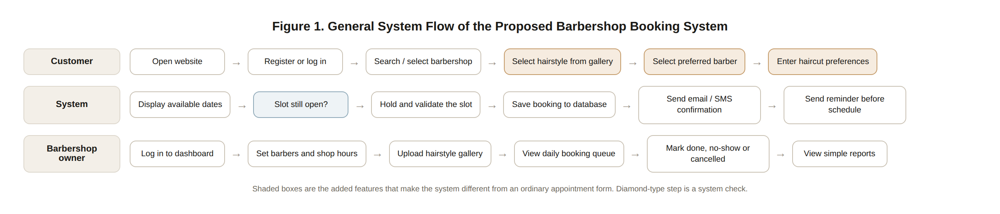 Figure 1. General System Flow of the Proposed Barbershop Booking System
Customer
Open website
→
Register or log in
→
Search / select barbershop
→
Select hairstyle from gallery
→
Select preferred barber
→
Enter haircut preferences
System
Display available dates
→
Slot still open?
→
Hold and validate the slot
→
Save booking to database
→
Send email / SMS
confirmation
→
Send reminder before
schedule
Barbershop
owner
Log in to dashboard
→
Set barbers and shop hours
→
Upload hairstyle gallery
→
View daily booking queue
→
Mark done, no-show or
cancelled
→
View simple reports
Shaded boxes are the added features that make the system different from an ordinary appointment form. Diamond-type step is a system check.